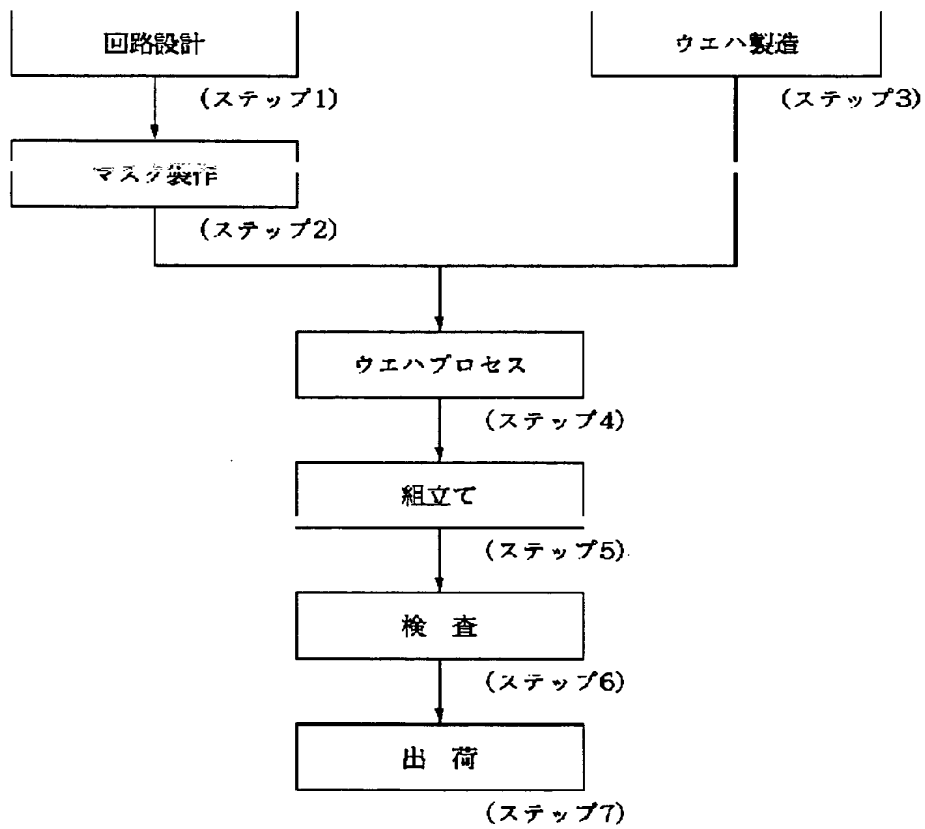 回路設計
(ステップ1)
ウエハ製造
(ステップ3)
マスク製作
(ステップ2)
ウエハプロセス
(ステップ4)
組立て
(ステップ5)
検 査
(ステップ6)
出 荷
(ステップ7)